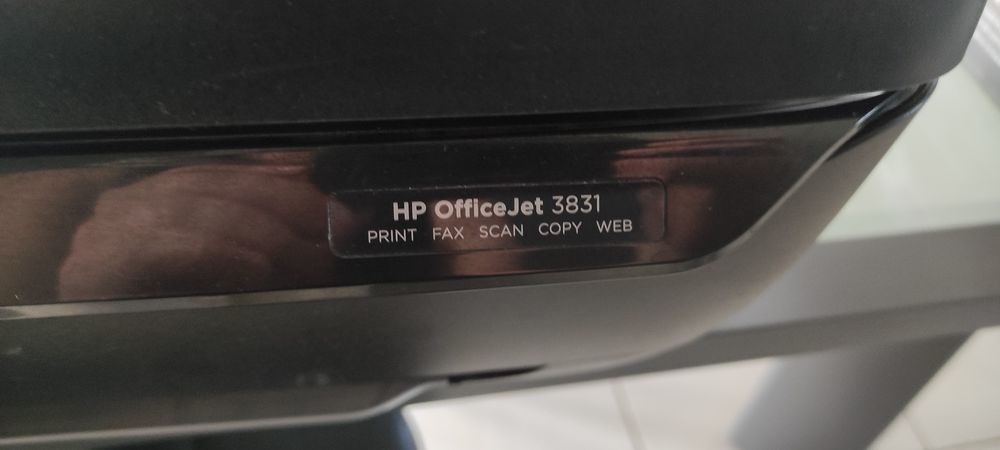 HP OfficeJet 3831
PRINT FAX SCAN COPY WEB